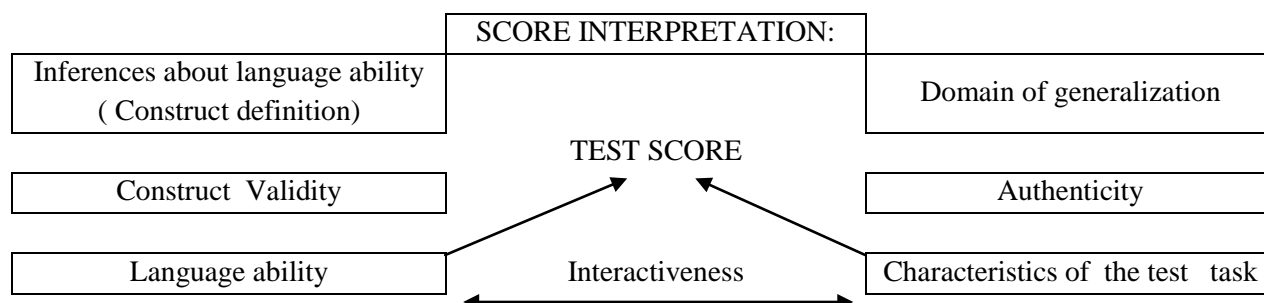 SCORE INTERPRETATION:
Inferences about language ability
( Construct definition)
Domain of generalization
TEST SCORE
Construct Validity
Authenticity
Language ability
Interactiveness
Characteristics of the test task